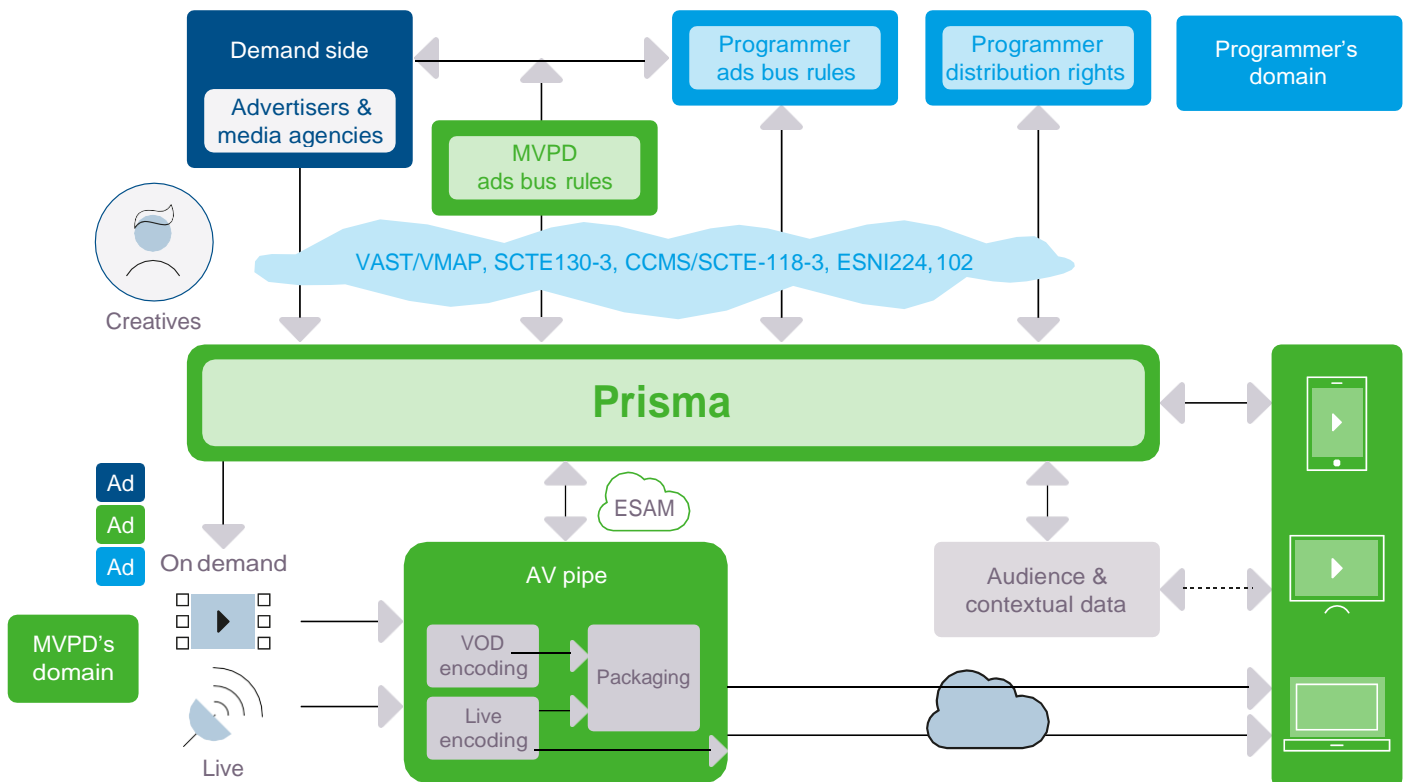 Demand side
Advertisers &
media agencies
Programmer
ads bus rules
Programmer
distribution rights
Programmer's
domain
MVPD
ads bus rules
VAST/VMAP, SCTE130-3, CCMS/SCTE-118-3, ESNI224,102
Creatives
Prisma
Ad
Ad
Ad
ESAM
On demand
AV pipe
Audience &
contextual data
MVPD's
domain
VOD
encoding
Packaging
Live
encoding
Live